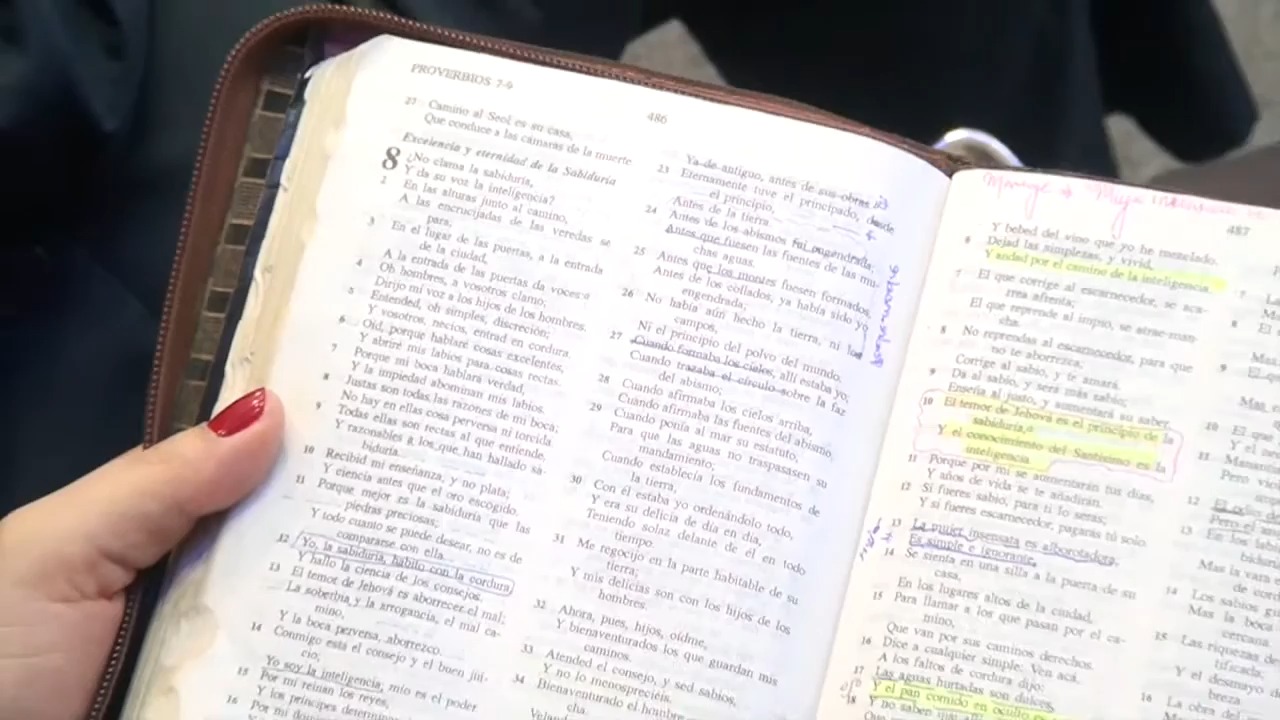 PROVERBIOS 7-9
486
27 Camino al Seol es su casa,
Que conduce a las cámaras de la muerte
Excelencia y eternidad de la Sabiduría
8 ¿No clama la sabiduría,
Y da su voz la inteligencia?
2 En las alturas junto al camino,
A las encrucijadas de las veredas se
para;
3 En el lugar de las puertas, a la entrada
de la ciudad,
A la entrada de las puertas da voces:
4 Oh hombres, a vosotros clamo;
Dirijo mi voz a los hijos de los hombres.
5 Entended, oh simples, discreción;
Y vosotros, necios, entrad en cordura.
6 Oíd, porque hablaré cosas excelentes,
Y abriré mis labios para cosas rectas.
7 Porque mi boca hablará verdad,
Y la impiedad abominan mis labios.
8 Justas son todas las razones de mi boca;
No hay en ellas cosa perversa ni torcida.
9 Todas ellas son rectas al que entiende,
Y razonables a los que han hallado sa-
biduría.
10 Recibid mi enseñanza, y no plata;
Y ciencia antes que el oro escogido.
11 Porque mejor es la sabiduría que las
piedras preciosas;
Y todo cuanto se puede desear, no es de
compararse con ella.
12 Yo, la sabiduría, habito con la cordura,
Y hallo la ciencia de los consejos.
13 El temor de Jehová es aborrecer el mal;
La soberbia y la arrogancia, el mal ca-
mino,
Y la boca perversa, aborrezco.
14 Conmigo está el consejo y el buen jui-
cio;
Yo soy la inteligencia, mío es el poder
15 Por mí reinan los reyes,
Y los príncipes determinan
16 Por mí
Ya de antiguo, antes de sus obras
23 Eternamente tuve el principado, desde
el principio,
Antes de la tierra.
24 Antes de los abismos fui engendrada;
Antes que fuesen las fuentes de las mu-
chas aguas.
25 Antes que los montes fuesen formados,
Antes de los collados, ya había sido yo
engendrada;
26 No había aún hecho la tierra, ni los
campos,
Ni el principio del polvo del mundo.
27 Cuando formaba los cielos, allí estaba yo;
Cuando trazaba el círculo sobre la faz
del abismo;
28 Cuando afirmaba los cielos arriba,
Cuando afirmaba las fuentes del abismo;
29 Cuando ponía al mar su estatuto,
Para que las aguas no traspasasen su
mandamiento;
Cuando establecía los fundamentos de
la tierra,
30 Con él estaba yo ordenándolo todo,
Y era su delicia de día en día,
Teniendo solaz delante de él en todo
tiempo.
31 Me regocijo en la parte habitable de su
tierra;
Y mis delicias son con los hijos de los
hombres.
32 Ahora, pues, hijos, oídme,
Y bienaventurados los que guardan mis
caminos.
33 Atended el consejo, y sed sabios,
Y no lo menospreciéis.
34 Bienaventurado el hombre
cha,
Velando
487
Y bebed del vino que yo he mezclado.
6 Dejad las simplezas, y vivid,
Y andad por el camino de la inteligencia.
7 El que corrige al escarnecedor, se aca-
rrea afrenta;
El que reprende al impío, se atrae man-
cha.
8 No reprendas al escarnecedor, para que
no te aborrezca;
Corrige al sabio, y te amará.
9 Da al sabio, y será más sabio;
Enseña al justo, y aumentará su saber.
10 El temor de Jehová es el principio de la
sabiduría,
Y el conocimiento del Santísimo es la
inteligencia.
11 Porque por mí se aumentarán tus días,
Y años de vida se te añadirán.
12 Si fueres sabio, para ti lo serás;
Y si fueres escarnecedor, pagarás tú solo.
13 La mujer insensata es alborotadora;
Es simple e ignorante.
14 Se sienta en una silla a la puerta de su
casa,
En los lugares altos de la ciudad,
15 Para llamar a los que pasan por el ca-
mino,
Que van por sus caminos derechos.
16 Dice a cualquier simple: Ven acá.
A los faltos de cordura dijo:
17 Las aguas hurtadas son dulces,
Y el pan comido en oculto es
18 Y no saben que